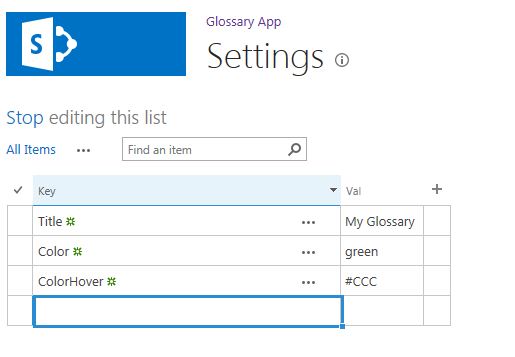 S
Glossary App
Settings
Stop editing this list
All Items ... Find an item
Key Val
Title ... My Glossary
Color ... green
ColorHover ... #CCC